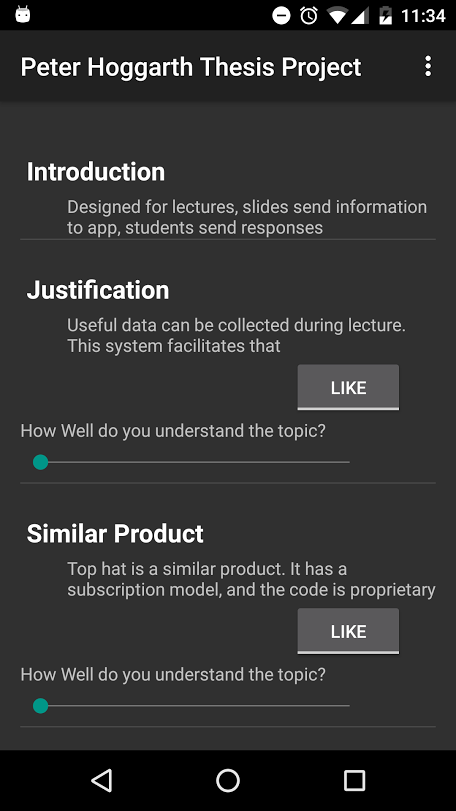 11:34
Peter Hoggarth Thesis Project
Introduction
Designed for lectures, slides send information
to app, students send responses
Justification
Useful data can be collected during lecture.
This system facilitates that
LIKE
How Well do you understand the topic?
Similar Product
Top hat is a similar product. It has a
subscription model, and the code is proprietary
LIKE
How Well do you understand the topic?